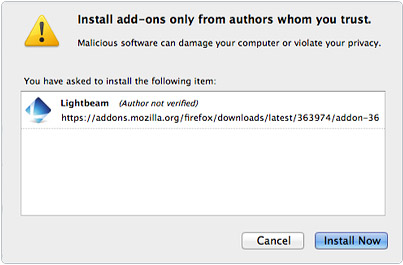 Install add-ons only from authors whom you trust.
Malicious software can damage your computer or violate your privacy.
You have asked to install the following item:
Lightbeam (Author not verified)
https://addons.mozilla.org/firefox/downloads/latest/363974/addon-36
Cancel Install Now